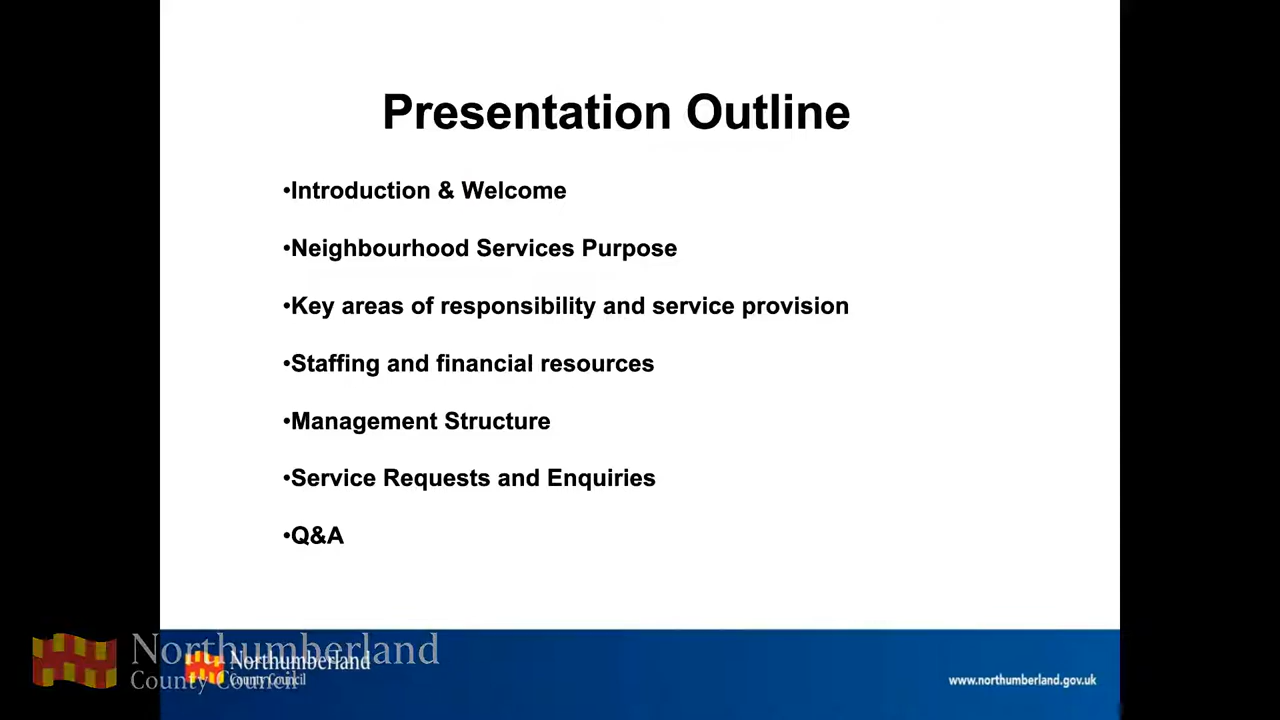 Presentation Outline
•Introduction & Welcome
•Neighbourhood Services Purpose
•Key areas of responsibility and service provision
•Staffing and financial resources
•Management Structure
•Service Requests and Enquiries
•Q&A
Northumberland
County Council
Northumberland
County Council
www.northumberland.gov.uk